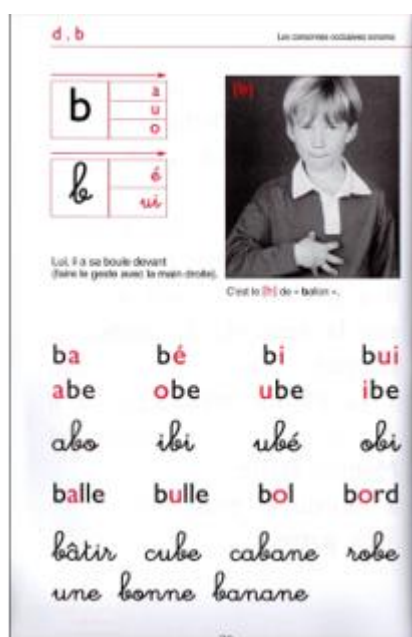 d . b
Les consonnes occlusives sonores
b
a
u
o
b
é
ui
[b]
Lui, il a sa boule devant
(faire le geste avec la main droite).
C'est le [b] de « ballon ».
ba bé bi bui
abe obe ube ibe
abo ibi ubé obi
balle bulle bol bord
bâtir cube cabane robe
une bonne banane